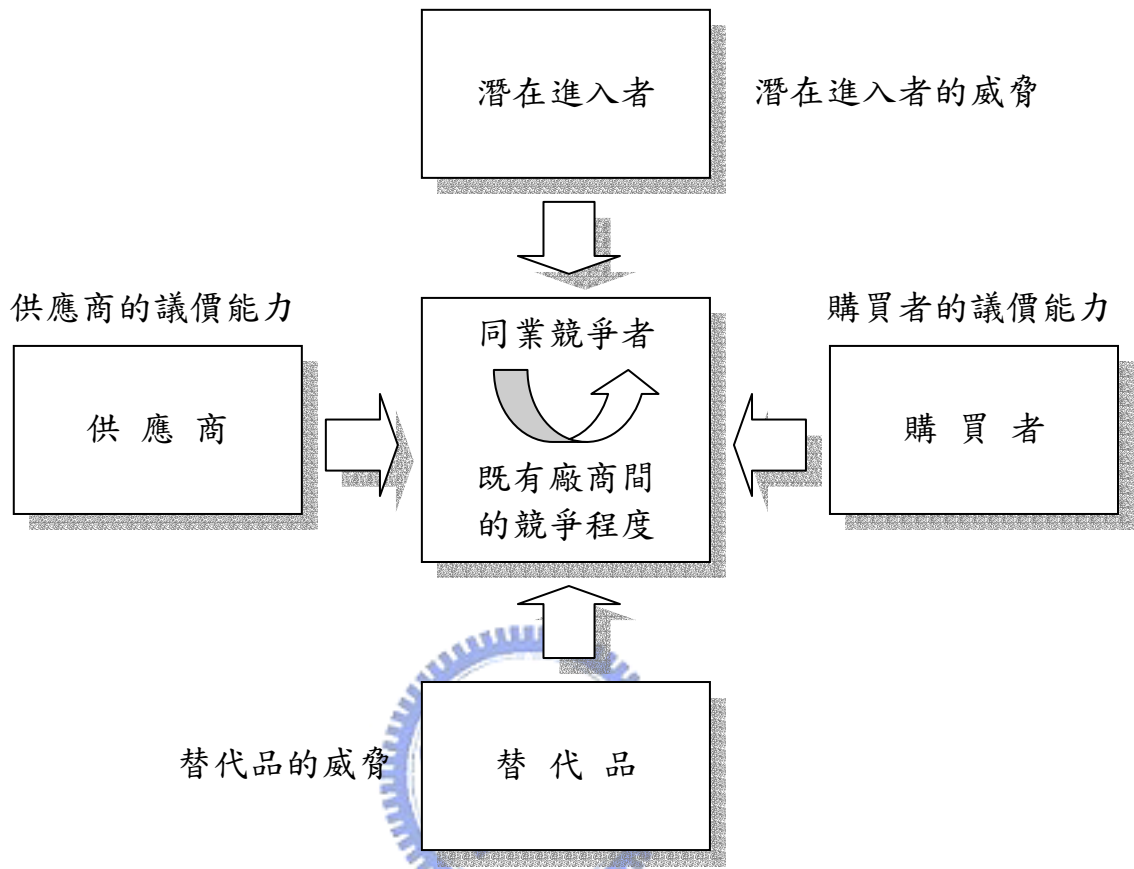 潛在進入者
潛在進入者的威脅
供應商的議價能力
購買者的議價能力
供 應 商
同業競爭者
既有廠商間
的競爭程度
購 買 者
替代品的威脅
替 代 品